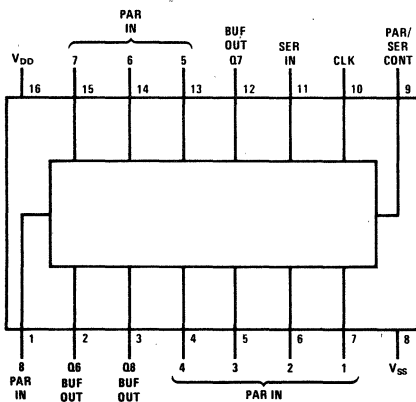 PAR
IN
BUF
OUT
PAR/
SER
CONT
SER
IN
VDD 7 6 5 Q7 CLK
16 15 14 13 12 11 10 9
1 2 3 4 5 6 7 8
8 Q6 Q8 4 3 2 1 VSS
PAR
IN
BUF
OUT
BUF
OUT
PAR IN